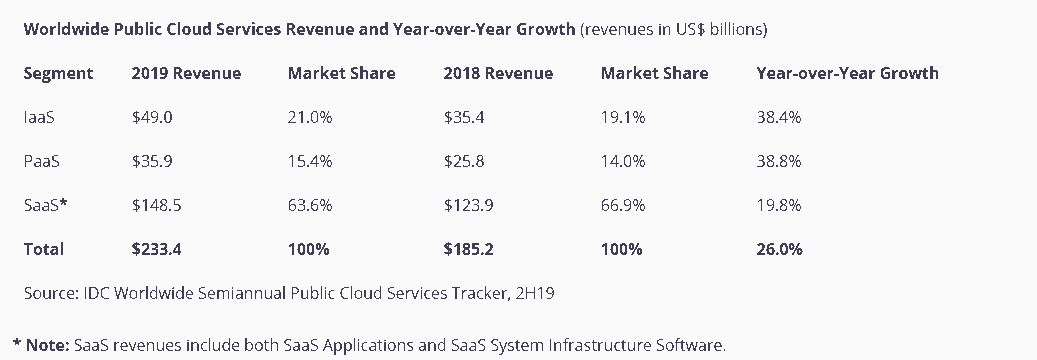 Worldwide Public Cloud Services Revenue and Year-over-Year Growth (revenues in US$ billions)
Segment 2019 Revenue Market Share 2018 Revenue Market Share Year-over-Year Growth
IaaS $49.0 21.0% $35.4 19.1% 38.4%
PaaS $35.9 15.4% $25.8 14.0% 38.8%
SaaS* $148.5 63.6% $123.9 66.9% 19.8%
Total $233.4 100% $185.2 100% 26.0%
Source: IDC Worldwide Semiannual Public Cloud Services Tracker, 2H19
* Note: SaaS revenues include both SaaS Applications and SaaS System Infrastructure Software.